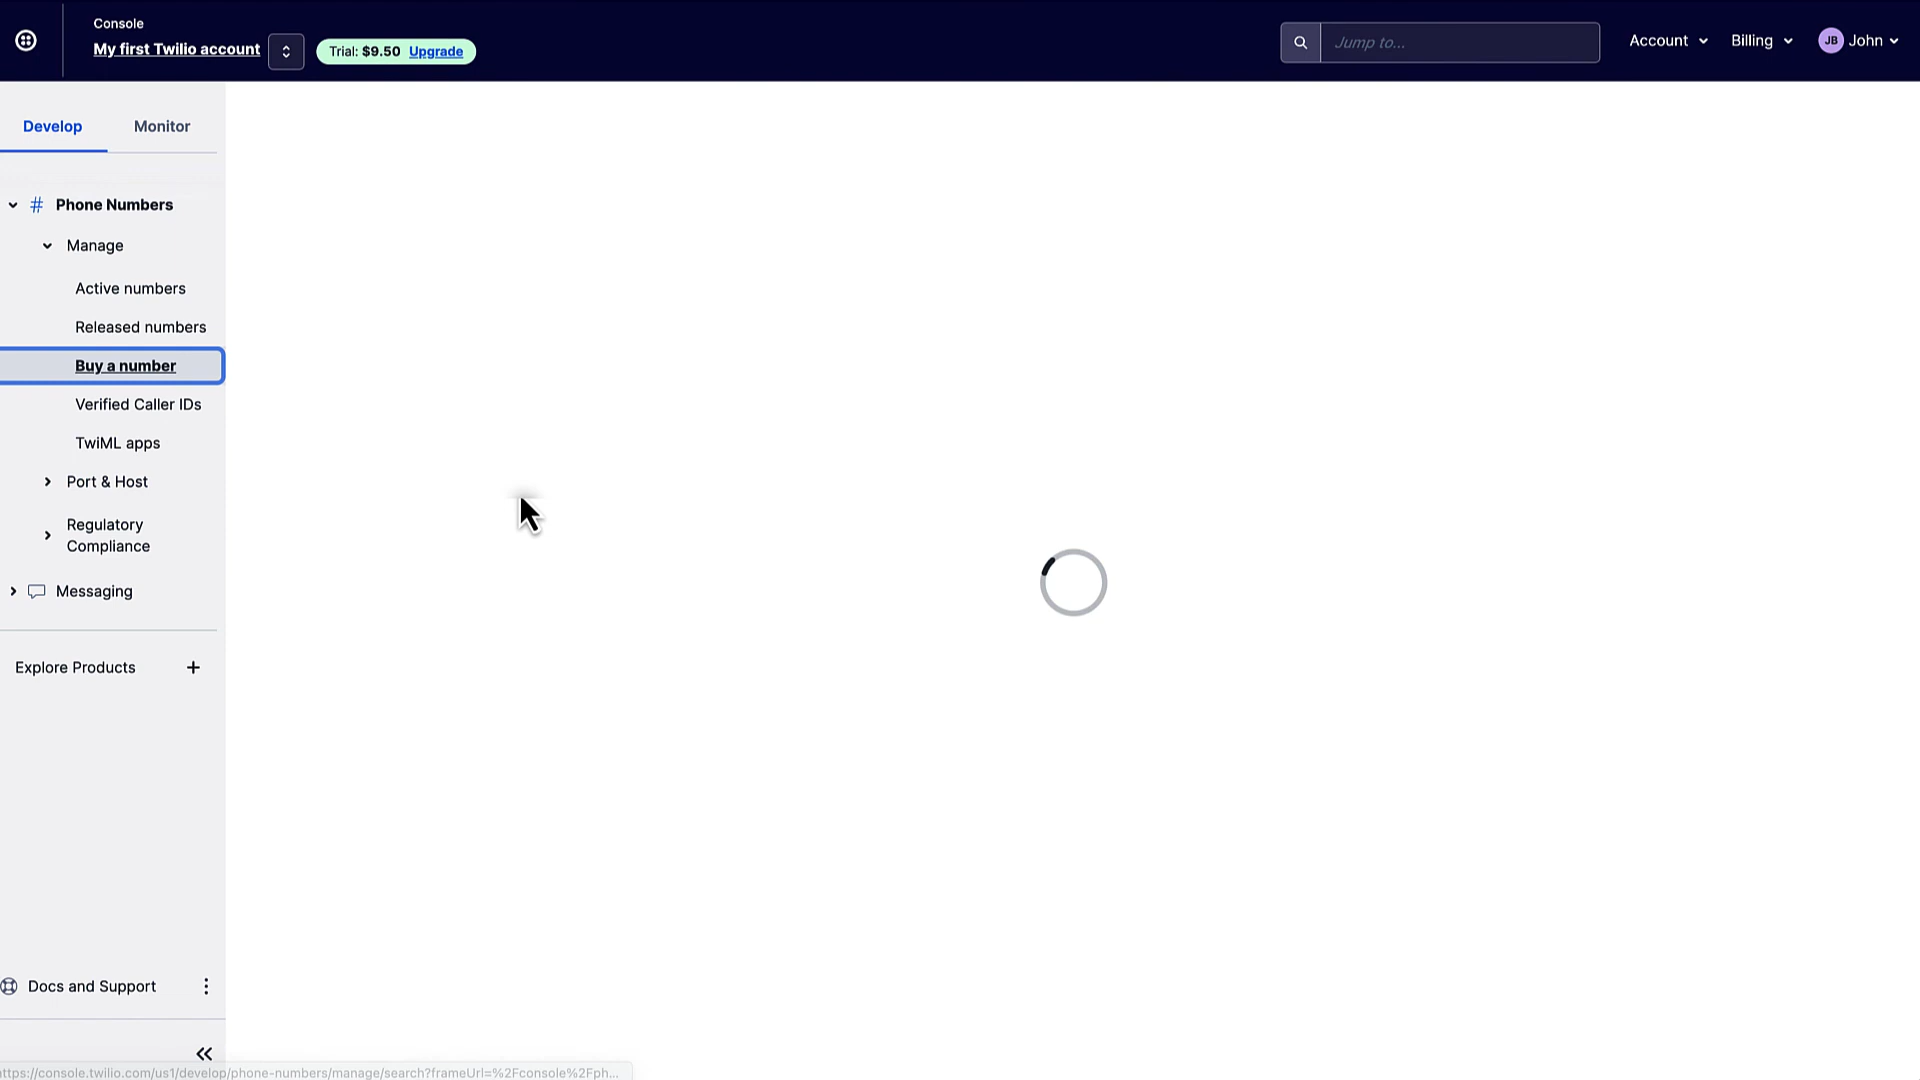 Console
My first Twilio account
Trial: $9.50 Upgrade
Jump to...
Account
Billing
JB John
Develop
Monitor
Phone Numbers
Manage
Active numbers
Released numbers
Buy a number
Verified Caller IDs
TwiML apps
Port & Host
Regulatory
Compliance
Messaging
Explore Products
Docs and Support
https://console.twilio.com/us1/develop/phone-numbers/manage/search?frameUrl=%2Fconsole%2Fph...